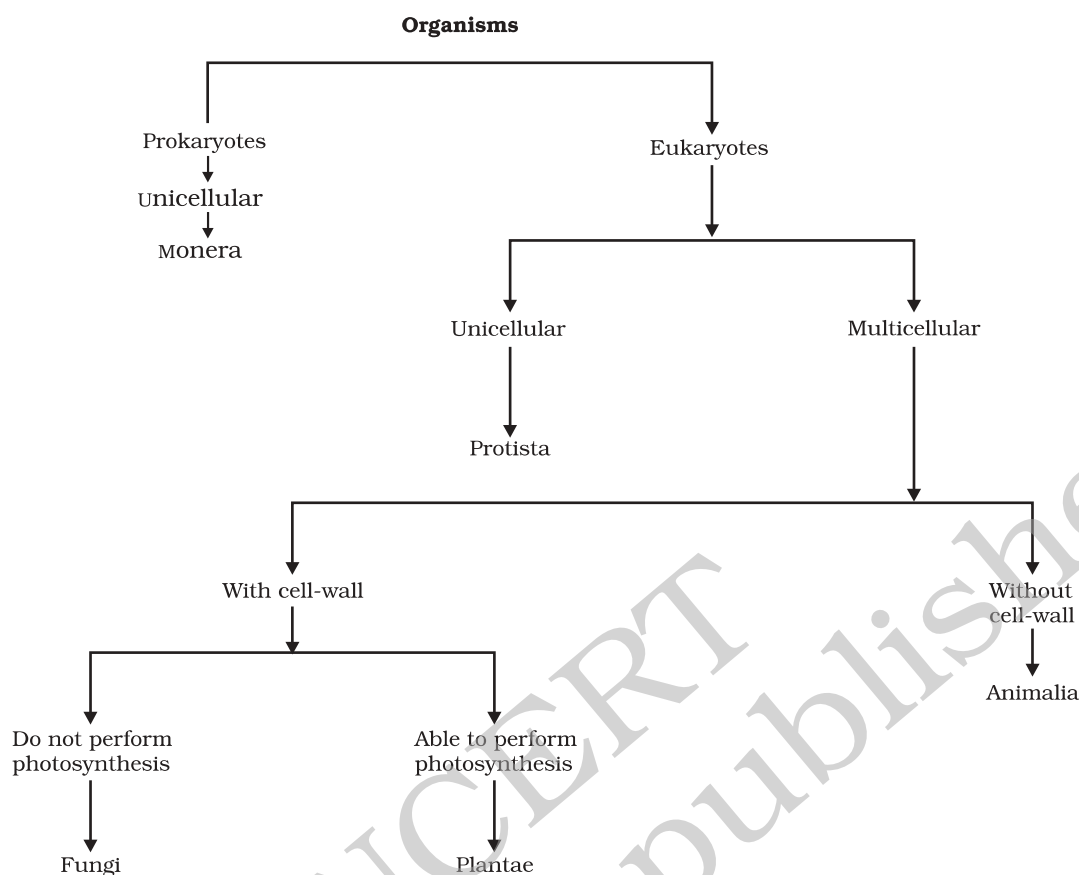 Organisms
Prokaryotes
Eukaryotes
Unicellular
Monera
Unicellular
Multicellular
Protista
With cell-wall
Without
cell-wall
Animalia
Do not perform
photosynthesis
Able to perform
photosynthesis
Fungi
Plantae
NCERT